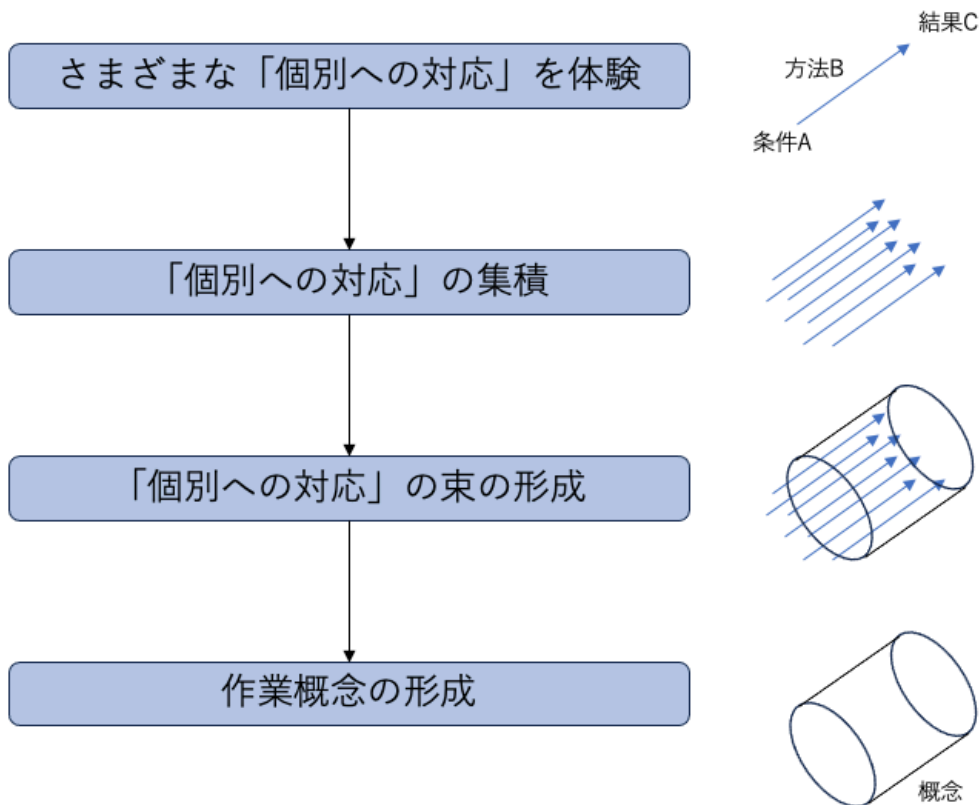 さまざまな「個別への対応」を体験
結果C
方法B
条件A
「個別への対応」の集積
「個別への対応」の束の形成
作業概念の形成
概念